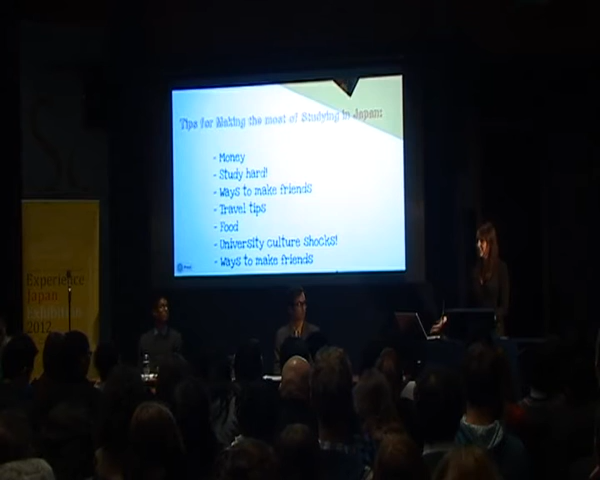 Tips for Making the most of Studying in Japan:
- Money
- Study hard!
- Ways to make friends
- Travel tips
- Food
- University culture shocks!
- Ways to make friends
Experience
Japan
Exhibition
2012